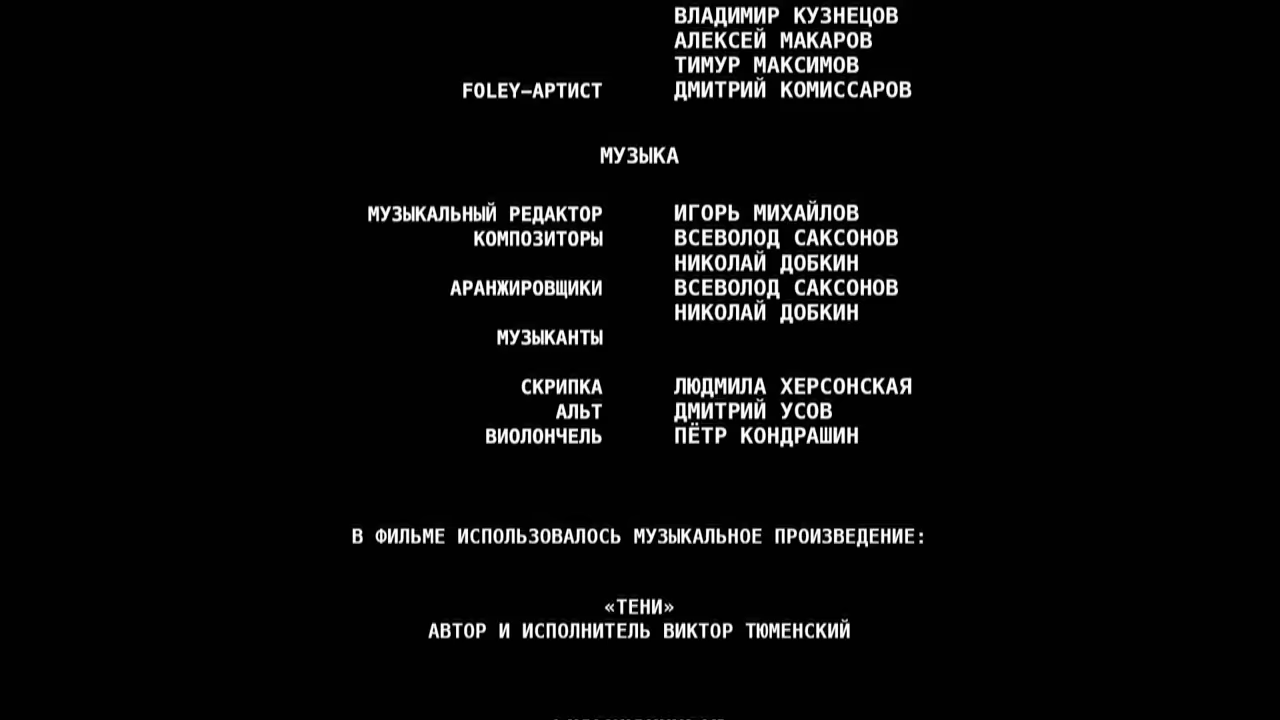 ВЛАДИМИР КУЗНЕЦОВ
АЛЕКСЕЙ МАКАРОВ
ТИМУР МАКСИМОВ
FOLEY–АРТИСТ ДМИТРИЙ КОМИССАРОВ
МУЗЫКА
МУЗЫКАЛЬНЫЙ РЕДАКТОР ИГОРЬ МИХАЙЛОВ
КОМПОЗИТОРЫ ВСЕВОЛОД САКСОНОВ
НИКОЛАЙ ДОБКИН
АРАНЖИРОВЩИКИ ВСЕВОЛОД САКСОНОВ
НИКОЛАЙ ДОБКИН
МУЗЫКАНТЫ
СКРИПКА ЛЮДМИЛА ХЕРСОНСКАЯ
АЛЬТ ДМИТРИЙ УСОВ
ВИОЛОНЧЕЛЬ ПЁТР КОНДРАШИН
В ФИЛЬМЕ ИСПОЛЬЗОВАЛОСЬ МУЗЫКАЛЬНОЕ ПРОИЗВЕДЕНИЕ:
«ТЕНИ»
АВТОР И ИСПОЛНИТЕЛЬ ВИКТОР ТЮМЕНСКИЙ